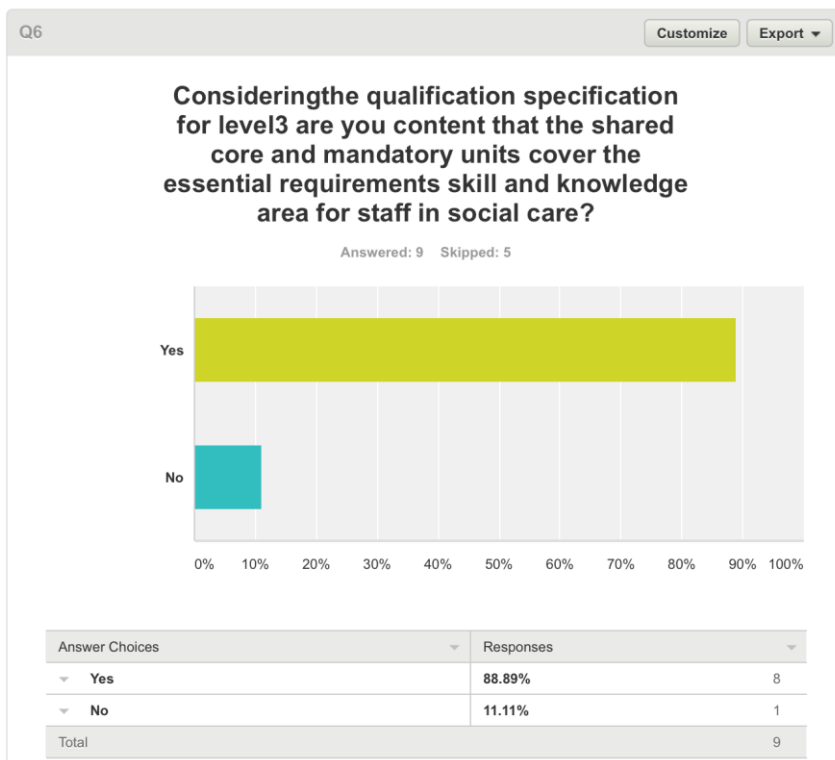 Q6
Customize
Export
Consideringthe qualification specification
for level3 are you content that the shared
core and mandatory units cover the
essential requirements skill and knowledge
area for staff in social care?
Answered: 9 Skipped: 5
Yes
No
0% 10% 20% 30% 40% 50% 60% 70% 80% 90% 100%
Answer Choices Responses
Yes 88.89% 8
No 11.11% 1
Total 9